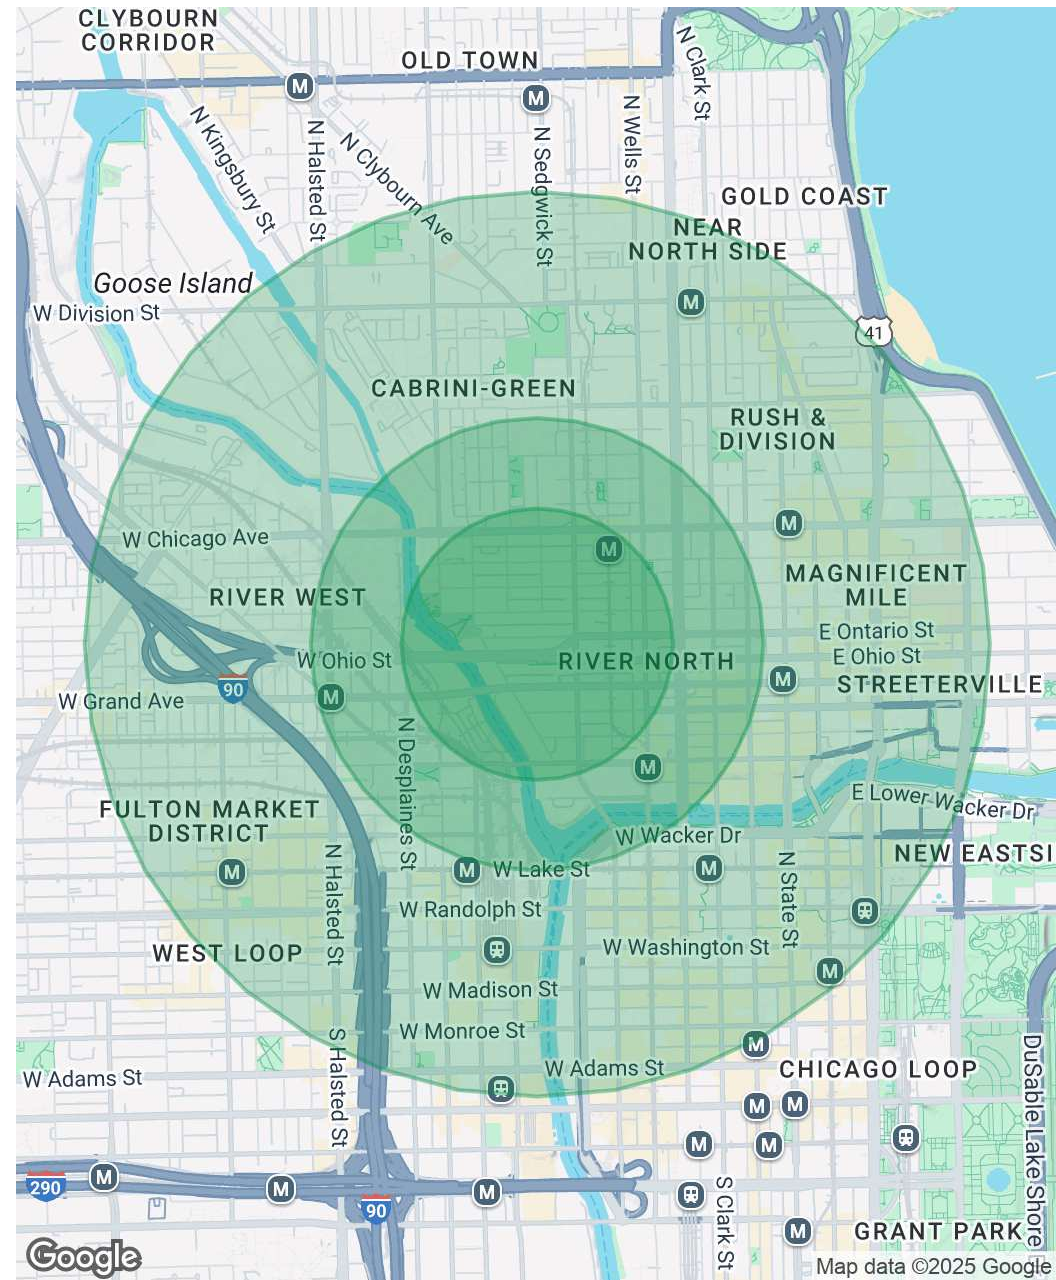 CLYBOURN
CORRIDOR
OLD TOWN
N Clark St
M
M
N Kingsbury St
N Halsted St
N Clybourn Ave
N Sedgwick St
N Wells St
GOLD COAST
NEAR
NORTH SIDE
Goose Island
W Division St
M
41
CABRINI-GREEN
RUSH &
DIVISION
M
W Chicago Ave
M
MAGNIFICENT
MILE
RIVER WEST
E Ontario St
W Ohio St
RIVER NORTH
E Ohio St
M
90
STREETERVILLE
W Grand Ave
M
N Desplaines St
M
E Lower Wacker Dr
FULTON MARKET
DISTRICT
W Wacker Dr
NEW EASTSI
M
M
W Lake St
M
N Halsted St
N State St
W Randolph St
WEST LOOP
W Washington St
M
W Madison St
W Monroe St
M
S Halsted St
W Adams St
W Adams St
CHICAGO LOOP
DuSable Lake Shore
M
M
M
M
290
M
M
M
90
S Clark St
M
GRANT PARK
Google
Map data ©2025 Google